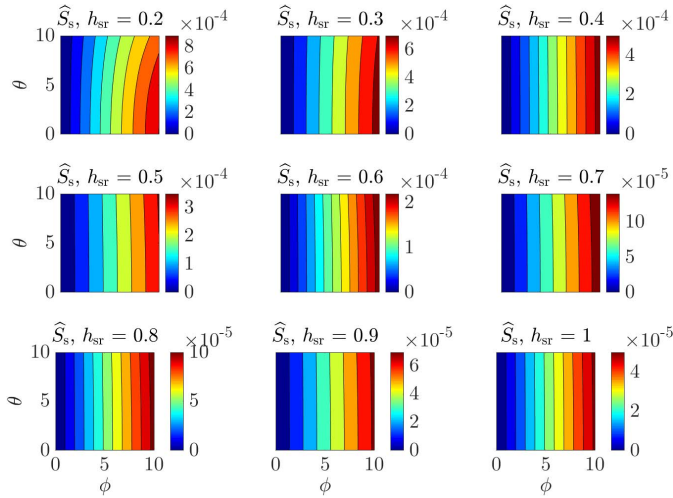 Ŝₛ, hₛᵣ = 0.2 ×10⁻⁴
Ŝₛ, hₛᵣ = 0.3 ×10⁻⁴
Ŝₛ, hₛᵣ = 0.4 ×10⁻⁴
θ 10 5 0
8 6 4 2 0
6 4 2 0
4 2 0
Ŝₛ, hₛᵣ = 0.5 ×10⁻⁴
Ŝₛ, hₛᵣ = 0.6 ×10⁻⁴
Ŝₛ, hₛᵣ = 0.7 ×10⁻⁵
θ 10 5 0
3 2 1 0
2 1 0
10 5 0
Ŝₛ, hₛᵣ = 0.8 ×10⁻⁵
Ŝₛ, hₛᵣ = 0.9 ×10⁻⁵
Ŝₛ, hₛᵣ = 1 ×10⁻⁵
θ 10 5 0
10 5 0
6 4 2 0
4 2 0
0 5 10
0 5 10
0 5 10
ϕ
ϕ
ϕ